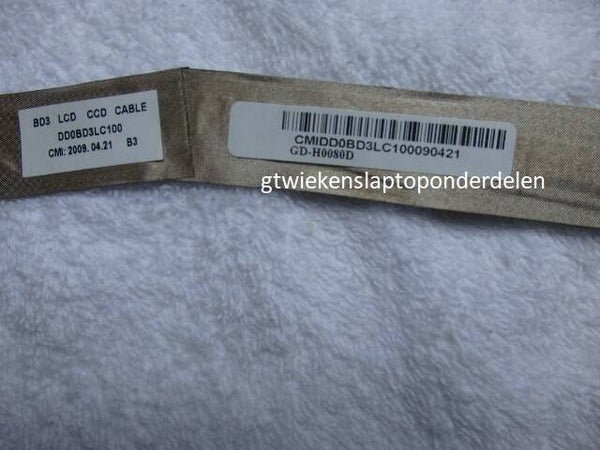 BD3 LCD CCD CABLE
DD0BD3LC100
CMI: 2009.04.21 B3
CMIDD0BD3LC100090421
GD-H0080D
gtwiekenslaptoponderdelen